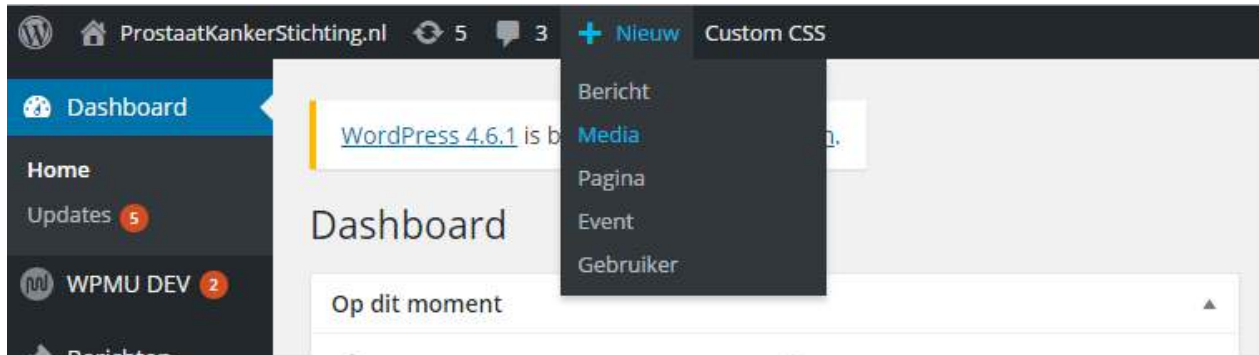 ProstaatKankerStichting.nl 5 3 + Nieuw Custom CSS
Dashboard
Home
Updates 5
WPMU DEV 2
Berichten
Bericht
Media
Pagina
Event
Gebruiker
WordPress 4.6.1 is b
Dashboard
Op dit moment